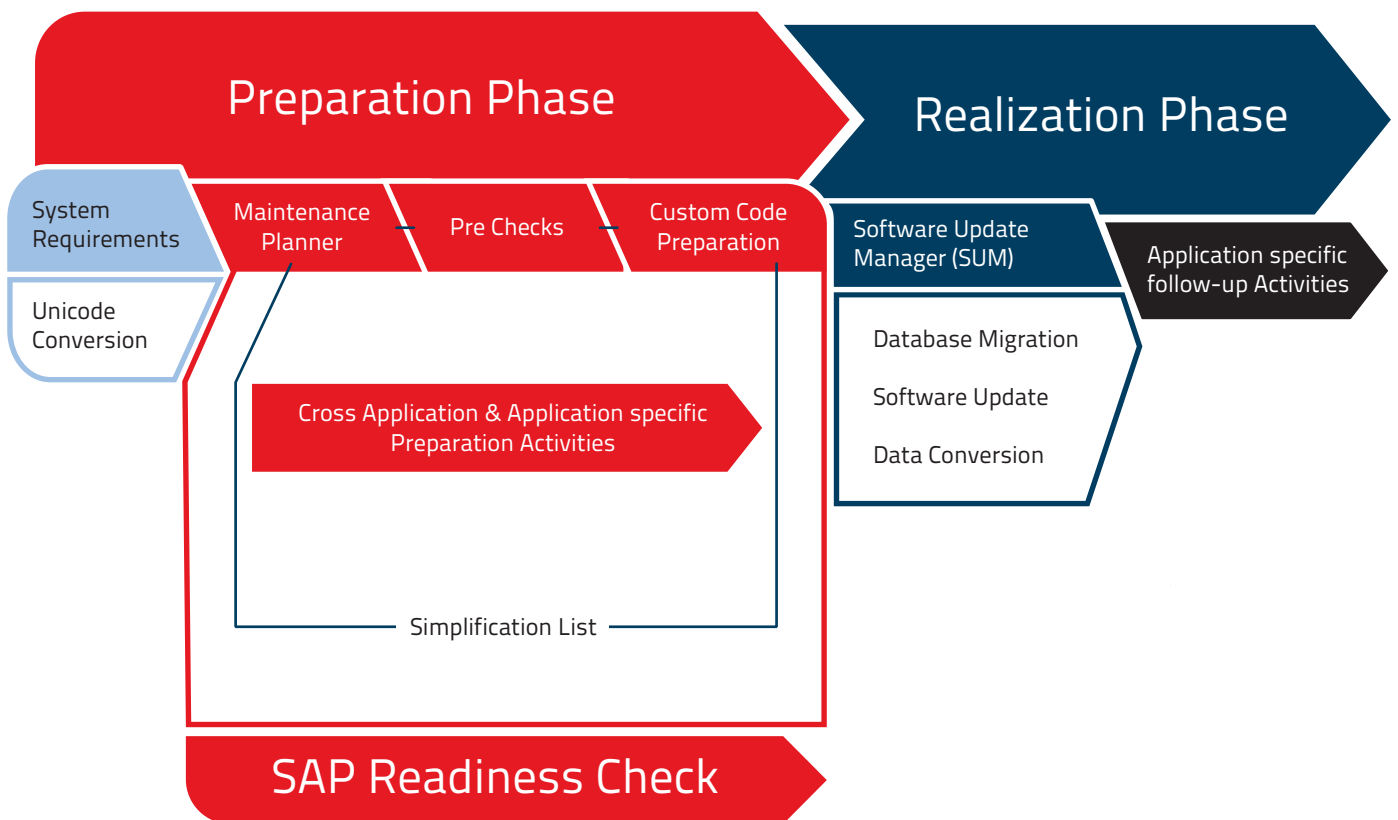 Preparation Phase
Realization Phase
System
Requirements
Maintenance
Planner
Pre Checks
Custom Code
Preparation
Software Update
Manager (SUM)
Application specific
follow-up Activities
Unicode
Conversion
Database Migration
Software Update
Data Conversion
Cross Application & Application specific
Preparation Activities
Simplification List
SAP Readiness Check